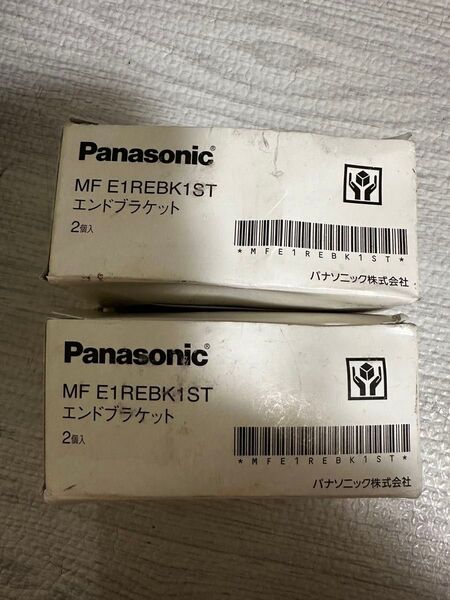 Panasonic®
MF E1REBK1ST
エンドブラケット
2個入
*MFE1REBK1ST*
パナソニック株式会社
Panasonic®
MF E1REBK1ST
エンドブラケット
2個入
*MFE1REBK1ST*
パナソニック株式会社